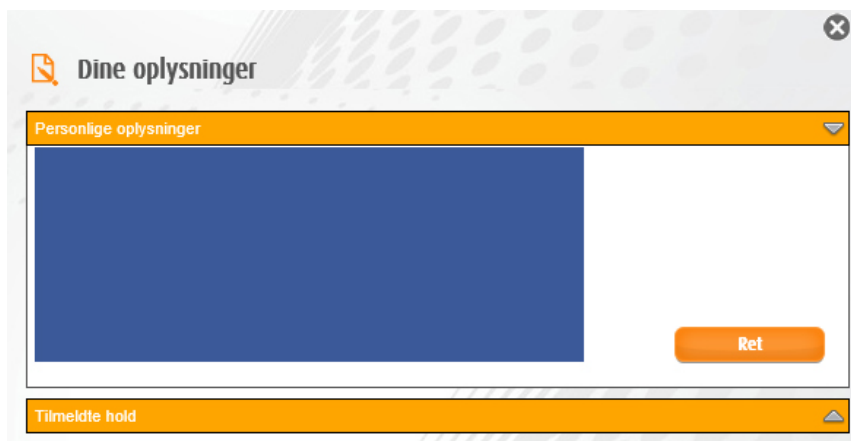 Dine oplysninger
Personlige oplysninger
Ret
Tilmeldte hold